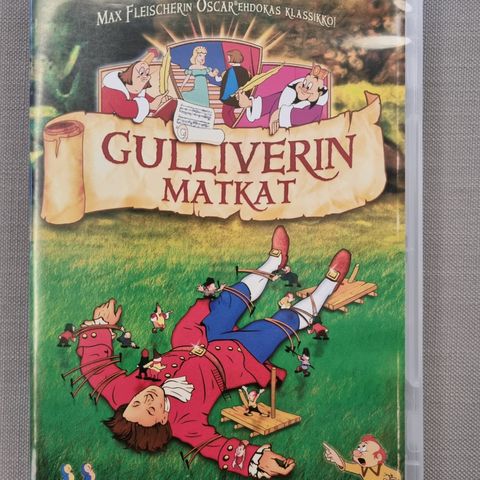 MAX FLEISCHERIN OSCAR®EHDOKAS KLASSIKKO!
GULLIVERIN
MATKAT